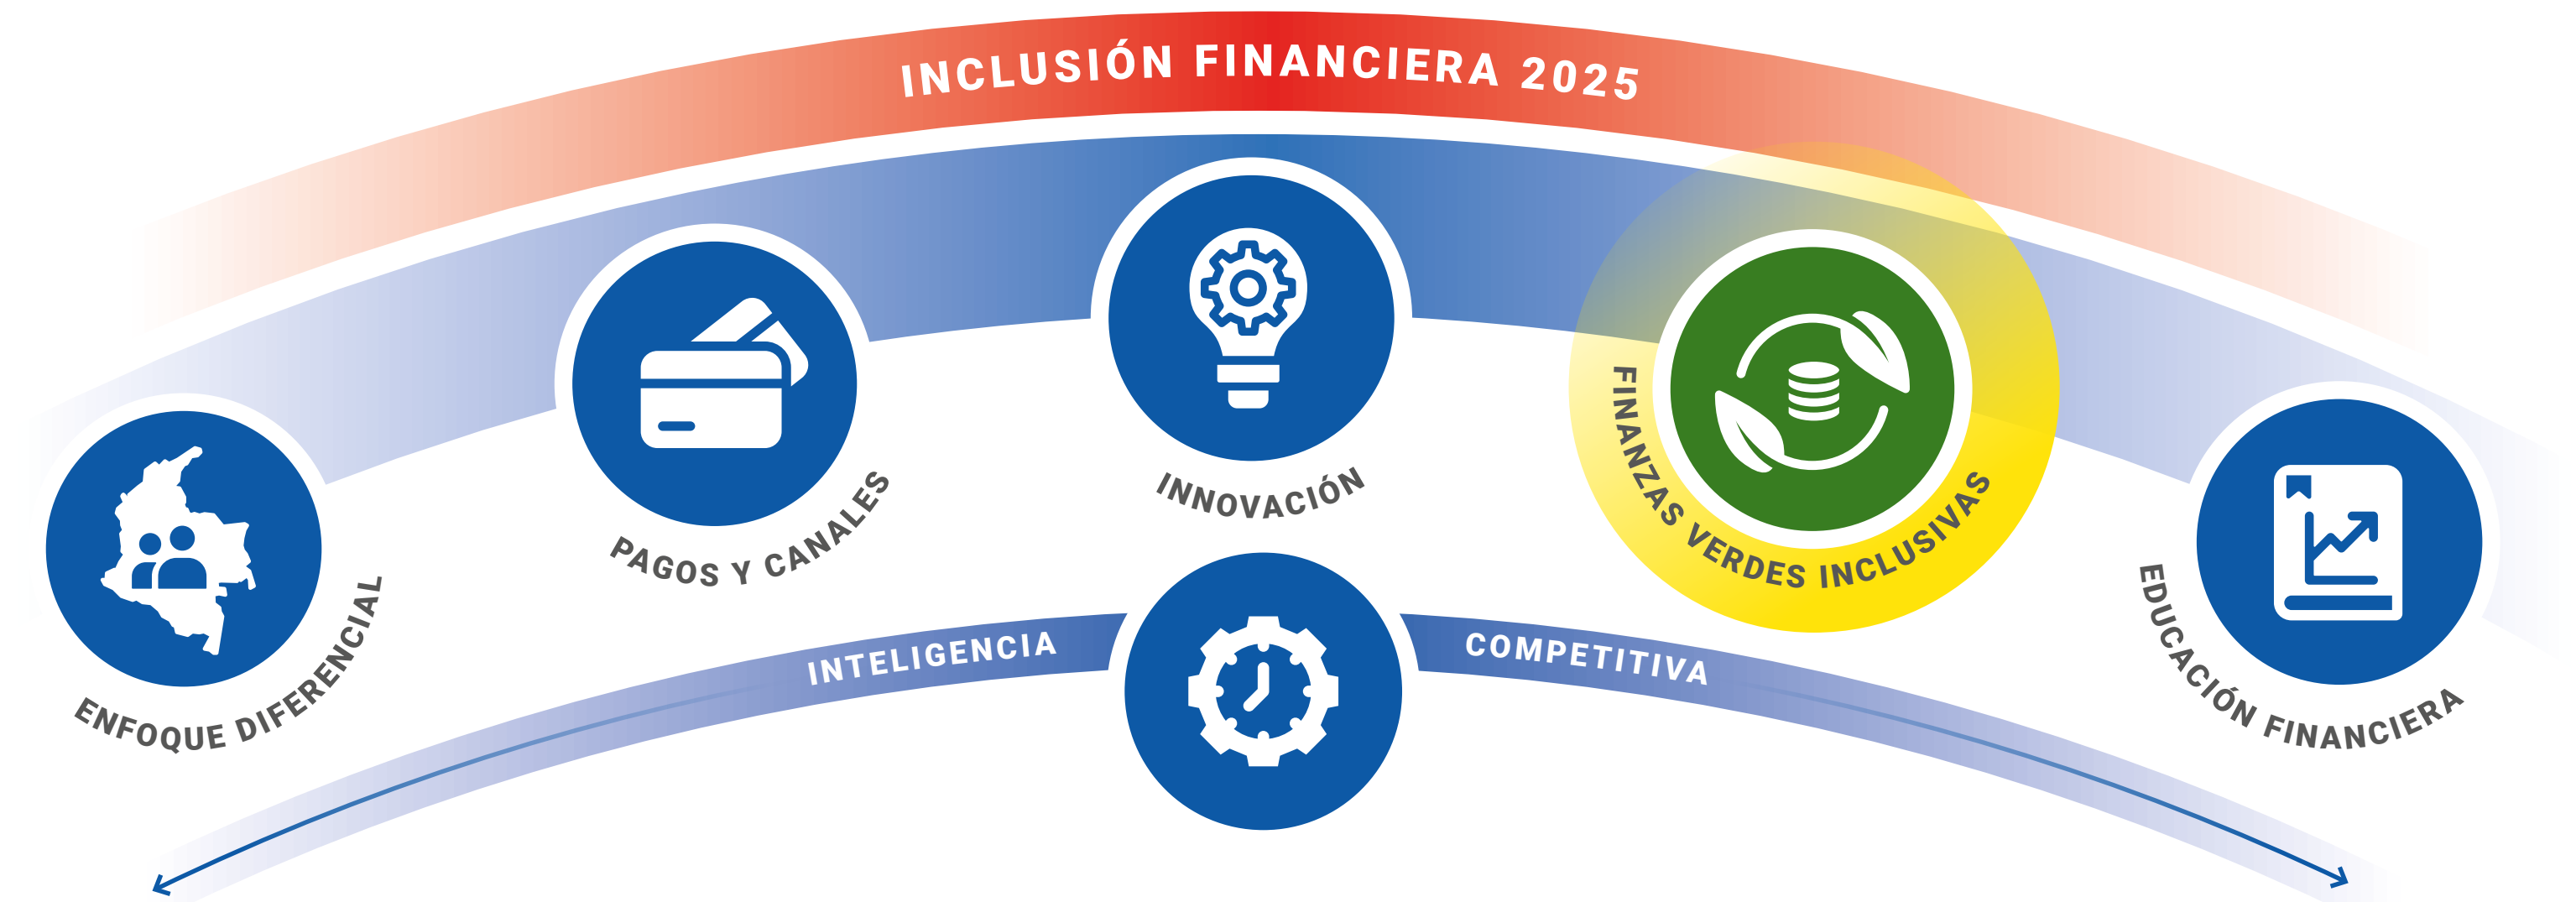 INCLUSIÓN FINANCIERA 2025
ENFOQUE DIFERENCIAL
PAGOS Y CANALES
INNOVACIÓN
FINANZAS VERDES INCLUSIVAS
EDUCACIÓN FINANCIERA
INTELIGENCIA COMPETITIVA